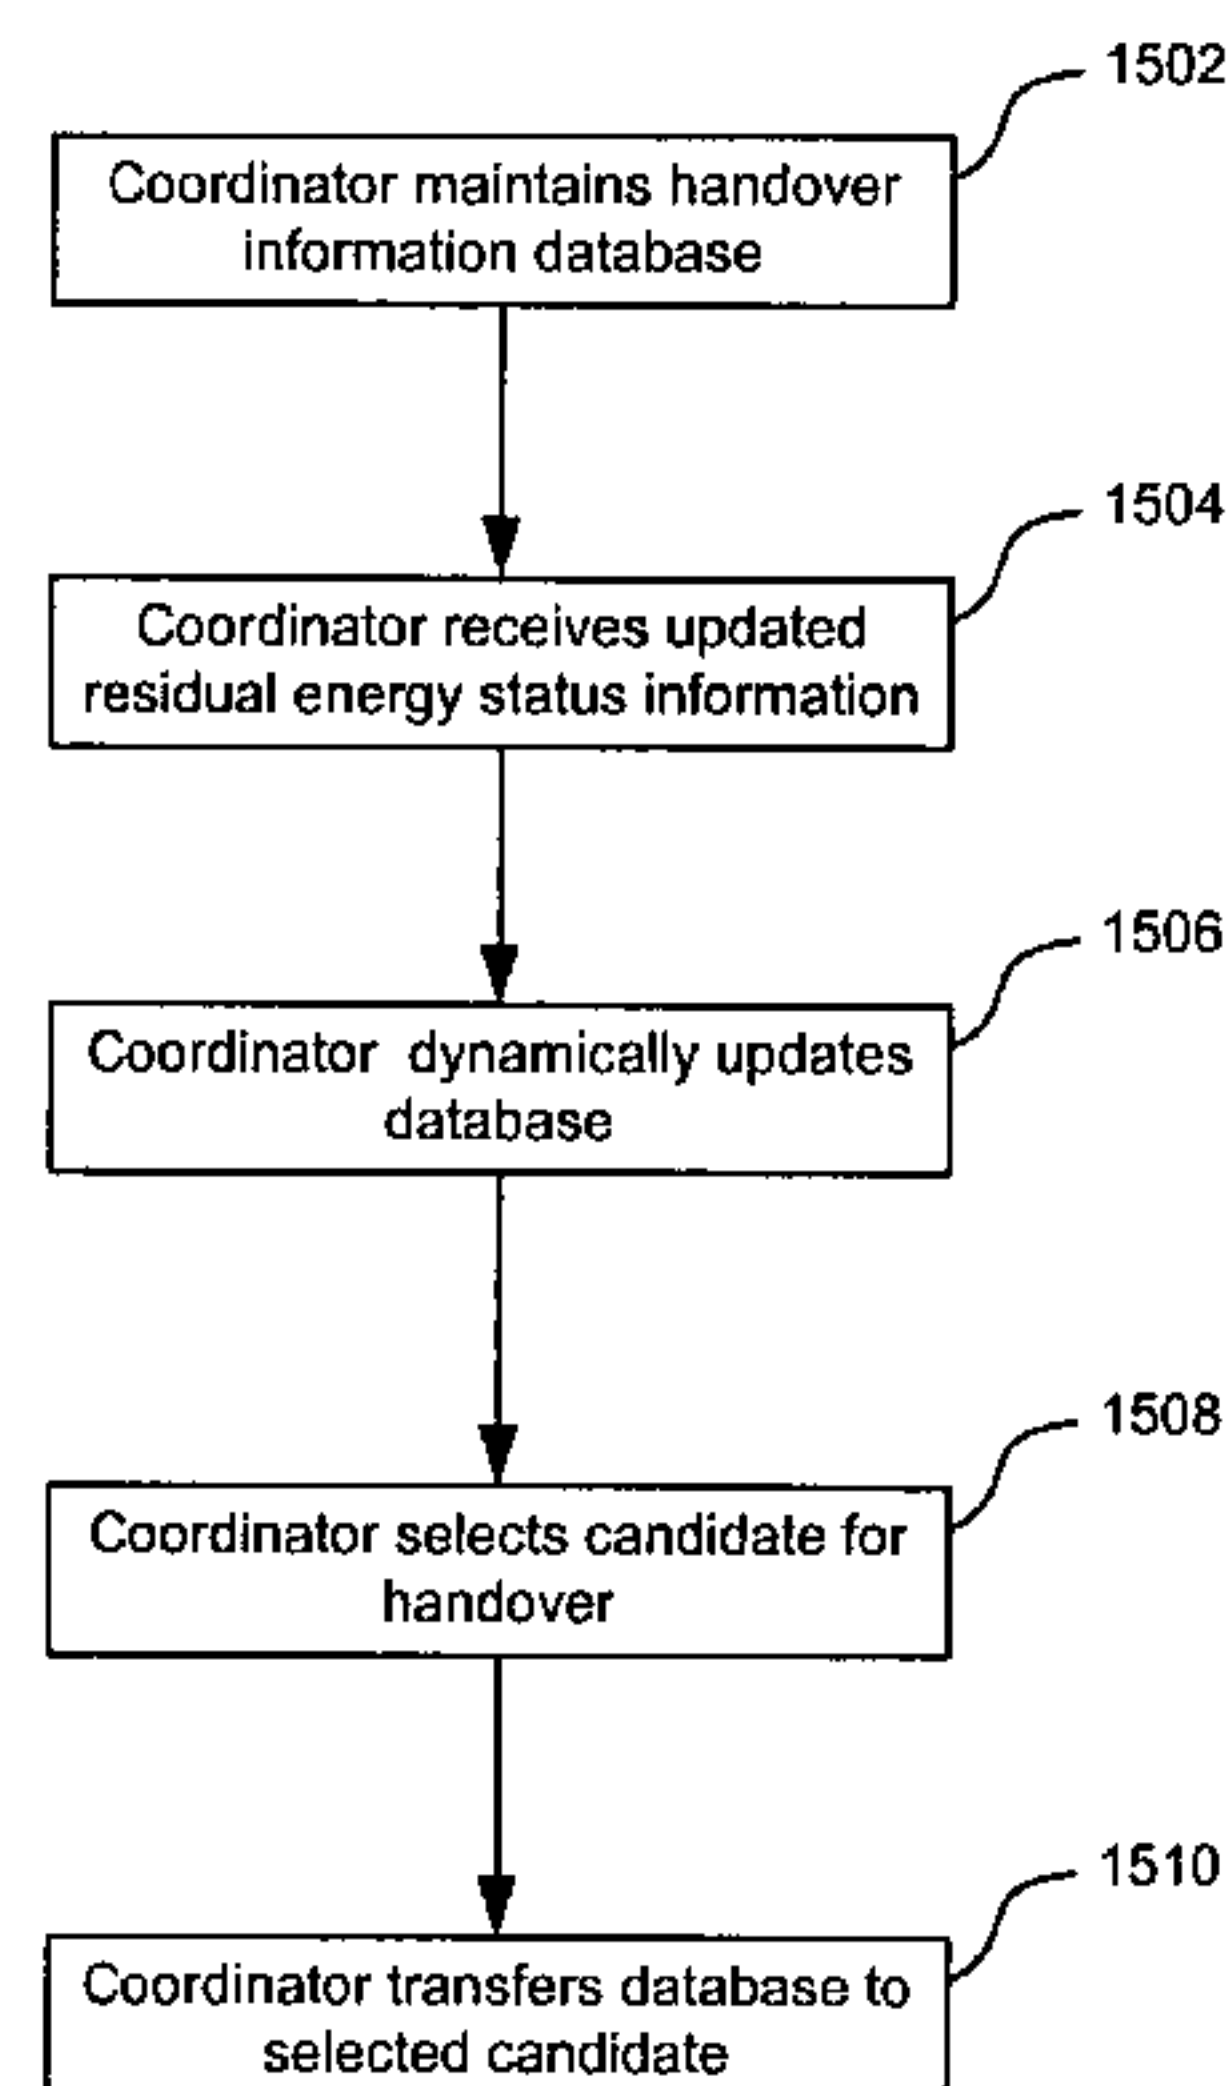 1502
Coordinator maintains handover
information database
1504
Coordinator receives updated
residual energy status information
1506
Coordinator dynamically updates
database
1508
Coordinator selects candidate for
handover
1510
Coordinator transfers database to
selected candidate